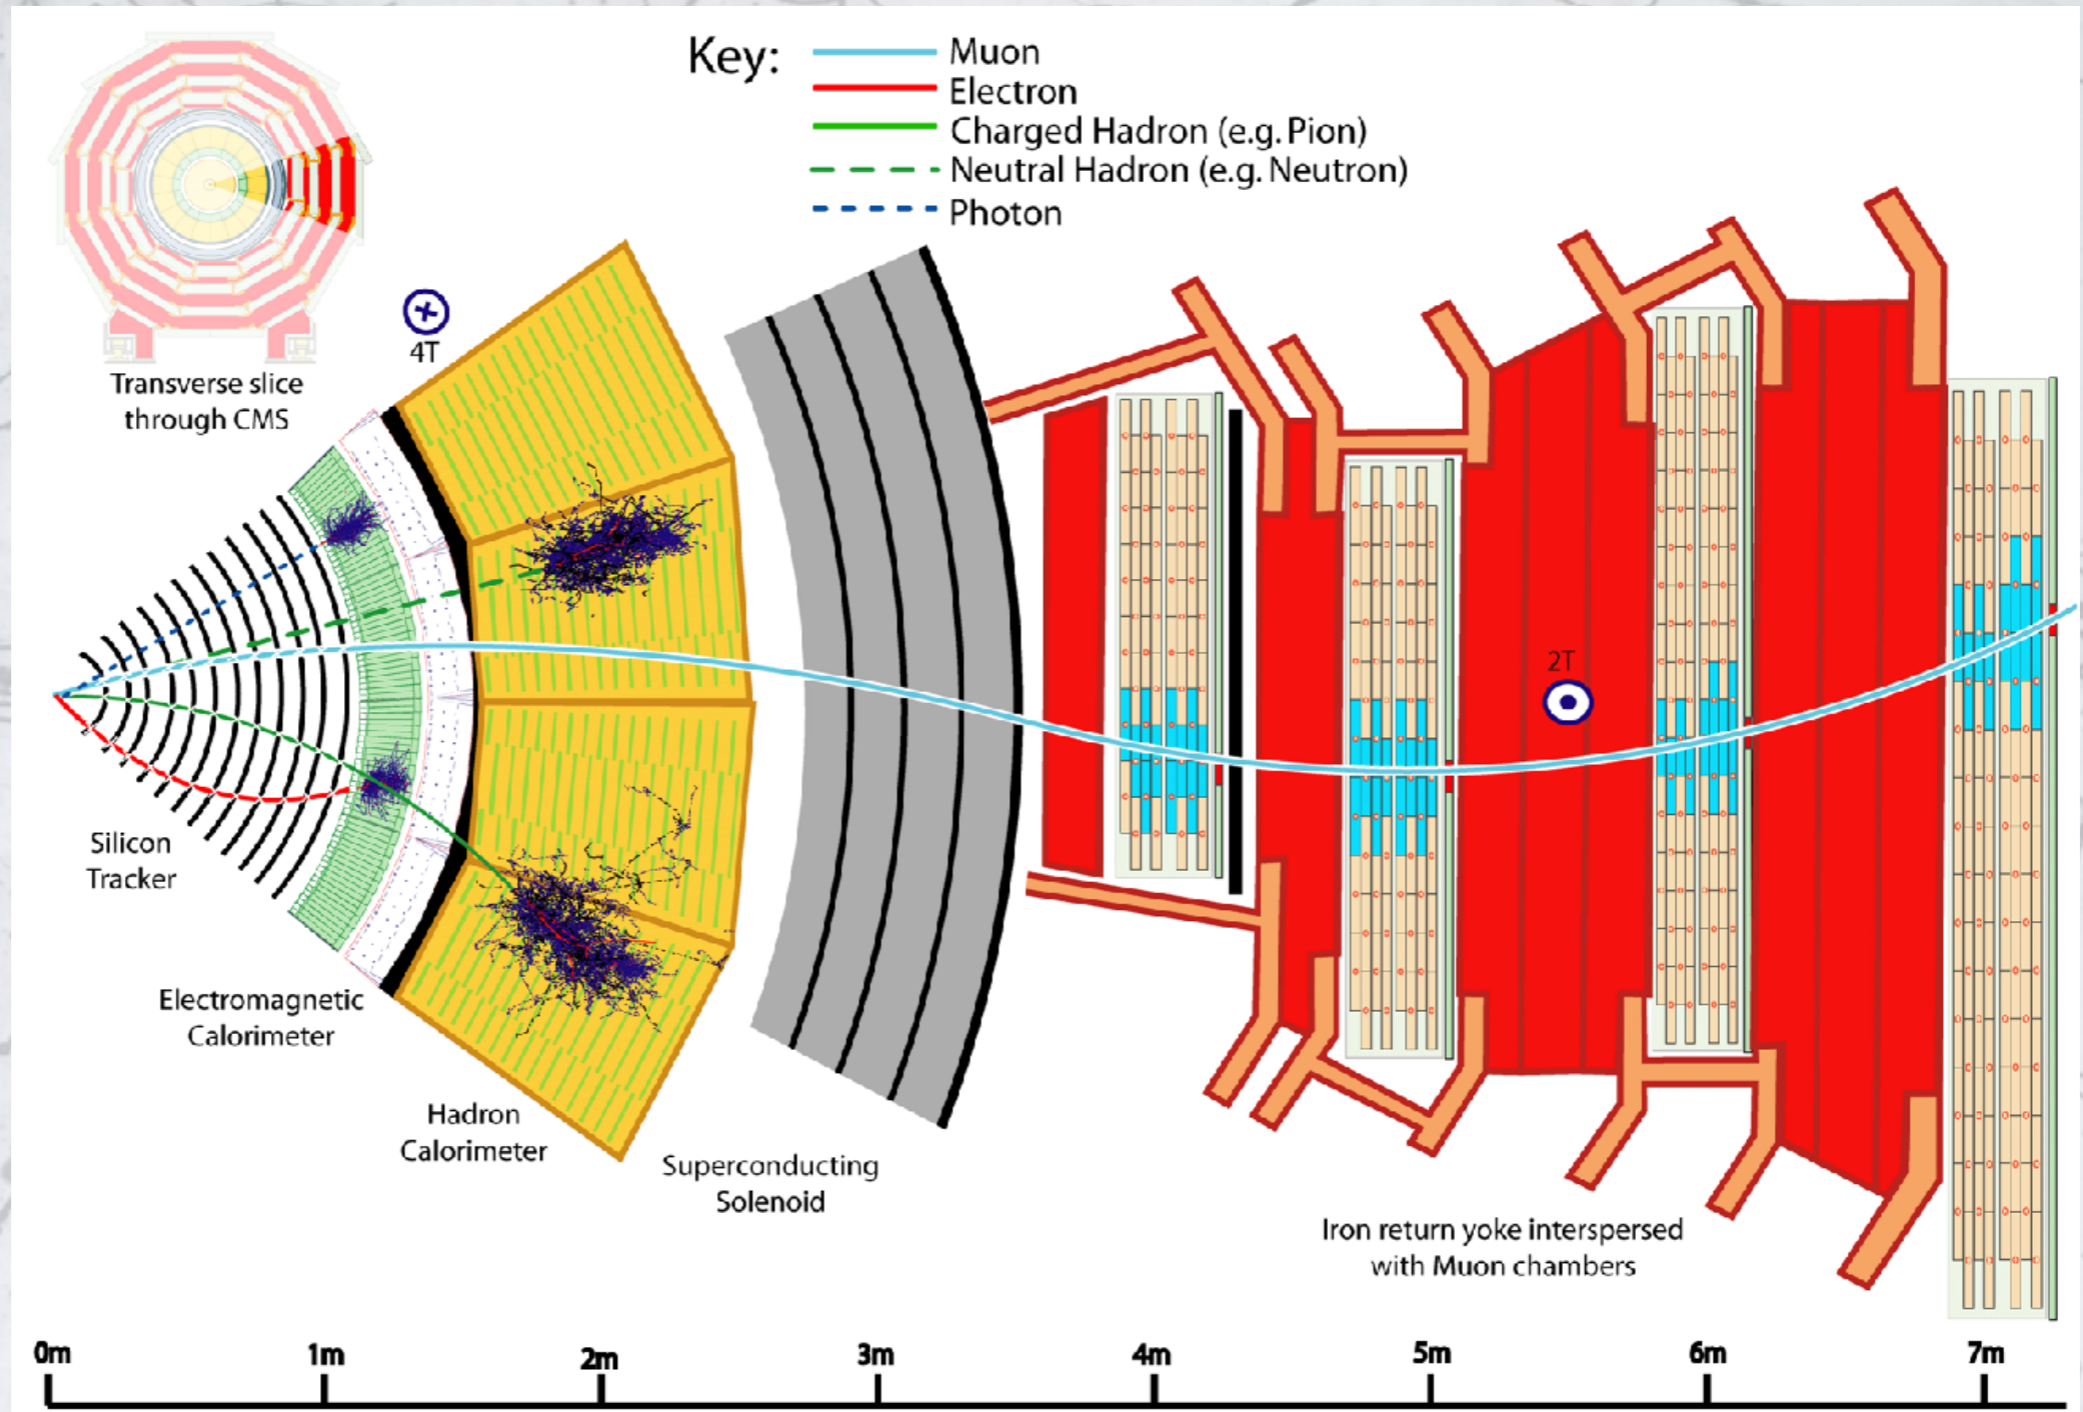 Key:
Muon
Electron
Charged Hadron (e.g. Pion)
Neutral Hadron (e.g. Neutron)
Photon
Transverse slice
through CMS
4T
2T
Silicon
Tracker
Electromagnetic
Calorimeter
Hadron
Calorimeter
Superconducting
Solenoid
Iron return yoke interspersed
with Muon chambers
0m 1m 2m 3m 4m 5m 6m 7m